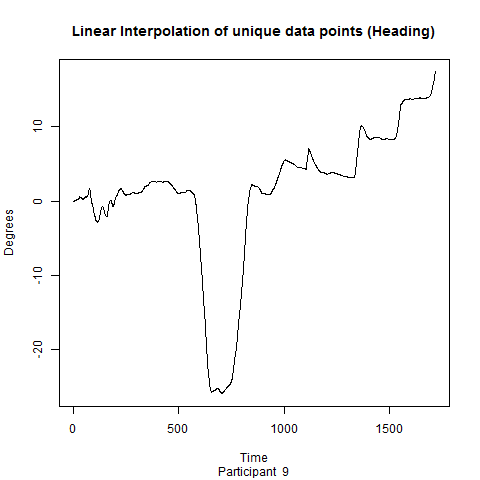 Linear Interpolation of unique data points (Heading)
Degrees
10
0
-10
-20
0 500 1000 1500
Time
Participant 9